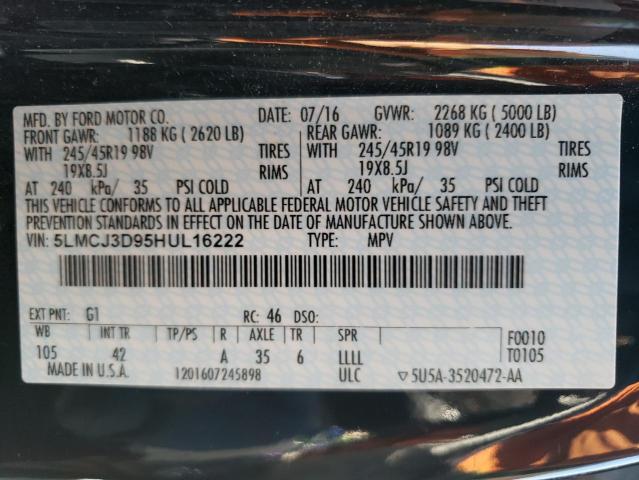 MFD. BY FORD MOTOR CO. DATE: 07/16 GVWR: 2268 KG ( 5000 LB)
FRONT GAWR: 1188 KG ( 2620 LB) REAR GAWR: 1089 KG ( 2400 LB)
WITH 245/45R19 98V TIRES WITH 245/45R19 98V TIRES
19X8.5J RIMS 19X8.5J RIMS
AT 240 kPa/ 35 PSI COLD AT 240 kPa/ 35 PSI COLD
THIS VEHICLE CONFORMS TO ALL APPLICABLE FEDERAL MOTOR VEHICLE SAFETY AND THEFT
PREVENTION STANDARDS IN EFFECT ON THE DATE OF MANUFACTURE SHOWN ABOVE.
VIN: 5LMCJ3D95HUL16222 TYPE: MPV
EXT PNT: G1 RC: 46 DSO:
WB INT TR TP/PS R AXLE TR SPR F0010
105 42 A 35 6 LLLL T0105
MADE IN U.S.A. 1201607245898 ULC ▽5U5A-3520472-AA